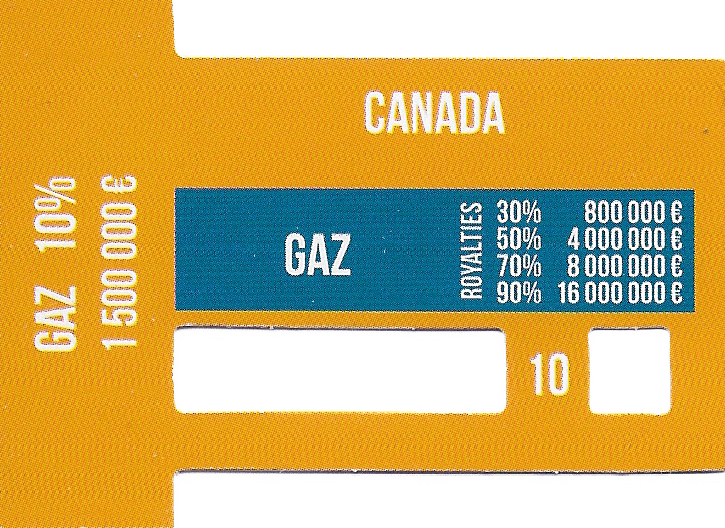 CANADA
GAZ 10%
1 500 000 €
GAZ
ROYALTIES
30% 800 000 €
50% 4 000 000 €
70% 8 000 000 €
90% 16 000 000 €
10